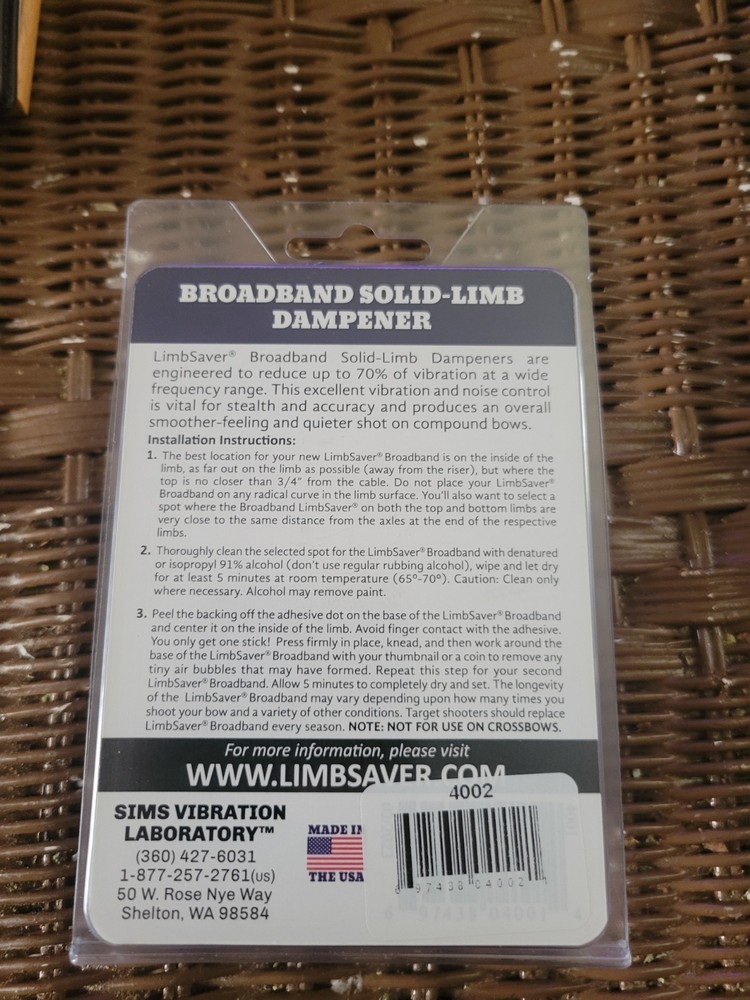 BROADBAND SOLID-LIMB
DAMPENER
LimbSaver® Broadband Solid-Limb Dampeners are
engineered to reduce up to 70% of vibration at a wide
frequency range. This excellent vibration and noise control
is vital for stealth and accuracy and produces an overall
smoother-feeling and quieter shot on compound bows.
Installation Instructions:
1. The best location for your new LimbSaver® Broadband is on the inside of the
limb, as far out on the limb as possible (away from the riser), but where the
top is no closer than 3/4" from the cable. Do not place your LimbSaver®
Broadband on any radical curve in the limb surface. You'll also want to select a
spot where the Broadband LimbSaver® on both the top and bottom limbs are
very close to the same distance from the axles at the end of the respective
limbs.
2. Thoroughly clean the selected spot for the LimbSaver® Broadband with denatured
or isopropyl 91% alcohol (don't use regular rubbing alcohol), wipe and let dry
for at least 5 minutes at room temperature (65º-70º). Caution: Clean only
where necessary. Alcohol may remove paint.
3. Peel the backing off the adhesive dot on the base of the LimbSaver® Broadband
and center it on the inside of the limb. Avoid finger contact with the adhesive.
You only get one stick! Press firmly in place, knead, and then work around the
base of the LimbSaver® Broadband with your thumbnail or a coin to remove any
tiny air bubbles that may have formed. Repeat this step for your second
LimbSaver® Broadband. Allow 5 minutes to completely dry and set. The longevity
of the LimbSaver® Broadband may vary depending upon how many times you
shoot your bow and a variety of other conditions. Target shooters should replace
LimbSaver® Broadband every season. NOTE: NOT FOR USE ON CROSSBOWS.
For more information, please visit
WWW.LIMBSAVER.COM
4002
SIMS VIBRATION
LABORATORY™
(360) 427-6031
1-877-257-2761(US)
50 W. Rose Nye Way
Shelton, WA 98584
MADE IN
THE USA
6 97438 04002 1